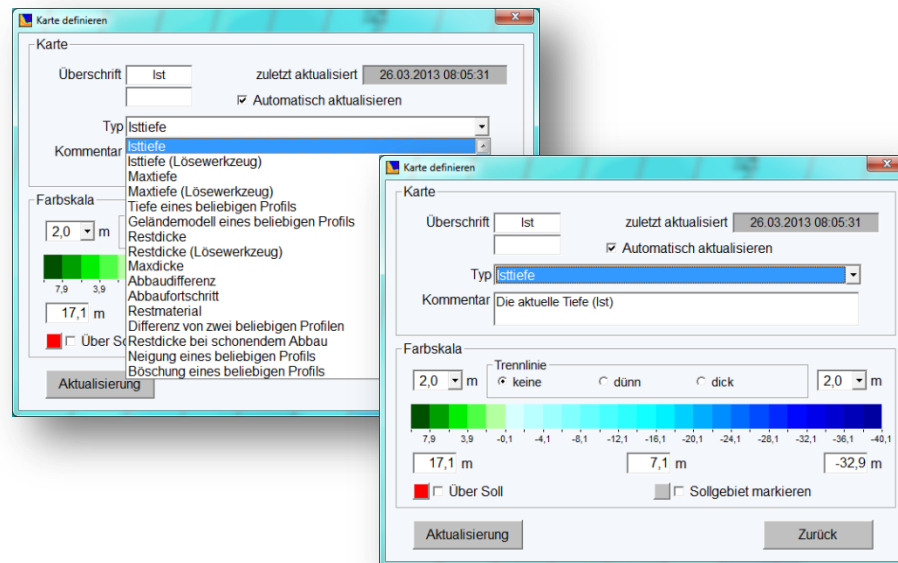 Karte definieren
Karte
Überschrift Ist zuletzt aktualisiert 26.03.2013 08:05:31
Automatisch aktualisieren
Typ Isttiefe
Kommentar
Isttiefe
Isttiefe (Lösewerkzeug)
Maxtiefe
Maxtiefe (Lösewerkzeug)
Tiefe eines beliebigen Profils
Geländemodell eines beliebigen Profils
Restdicke
Restdicke (Lösewerkzeug)
Maxdicke
Abbaudifferenz
Abbaufortschritt
Restmaterial
Differenz von zwei beliebigen Profilen
Restdicke bei schonendem Abbau
Neigung eines beliebigen Profils
Böschung eines beliebigen Profils
Farbskala
2,0 m
7,9 3,9
17,1 m
Über So
Aktualisierung
Karte definieren
Karte
Überschrift Ist zuletzt aktualisiert 26.03.2013 08:05:31
Automatisch aktualisieren
Typ Isttiefe
Kommentar Die aktuelle Tiefe (Ist)
Farbskala
Trennlinie
2,0 m keine dünn dick 2,0 m
7,9 3,9 -0,1 -4,1 -8,1 -12,1 -16,1 -20,1 -24,1 -28,1 -32,1 -36,1 -40,1
17,1 m 7,1 m -32,9 m
Über Soll Sollgebiet markieren
Aktualisierung Zurück